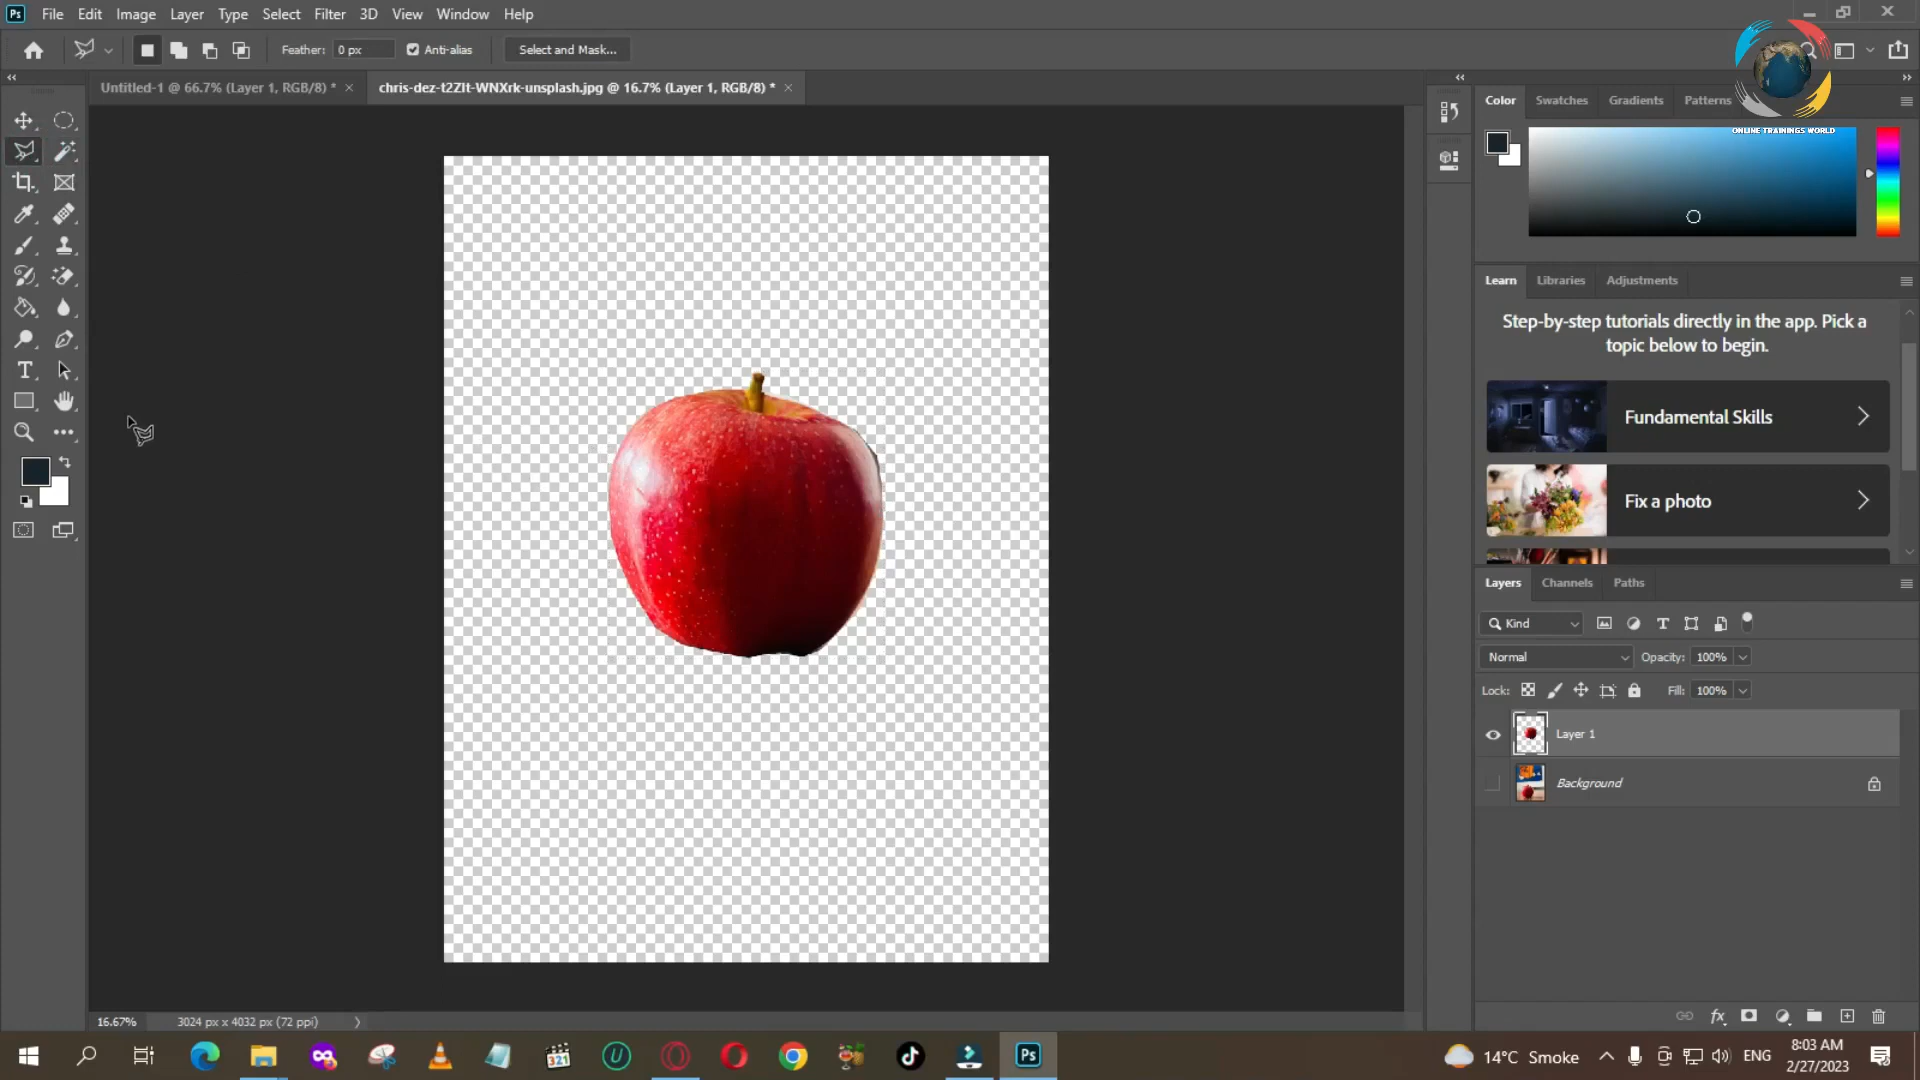 Ps File Edit Image Layer Type Select Filter 3D View Window Help
Feather: 0 px Anti-alias Select and Mask...
Untitled-1 @ 66.7% (Layer 1, RGB/8) * × chris-dez-t2ZIt-WNXrk-unsplash.jpg @ 16.7% (Layer 1, RGB/8) * ×
Color Swatches Gradients Patterns
ONLINE TRAININGS WORLD
Learn Libraries Adjustments
Step-by-step tutorials directly in the app. Pick a
topic below to begin.
Fundamental Skills
Fix a photo
Layers Channels Paths
Kind
Normal Opacity: 100%
Lock: Fill: 100%
Layer 1
Background
fx
16.67% 3024 px x 4032 px (72 ppi)
321
Ps
14°C Smoke
ENG
8:03 AM
2/27/2023